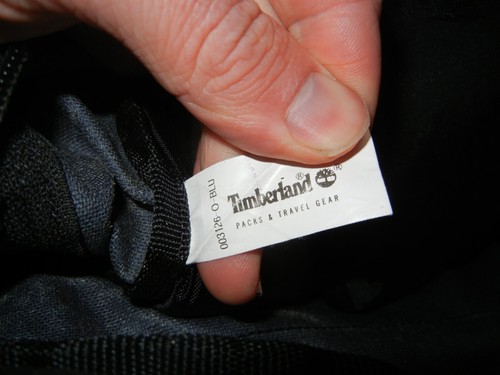 003126-O-BLU
Timberland®
®
PACKS & TRAVEL GEAR